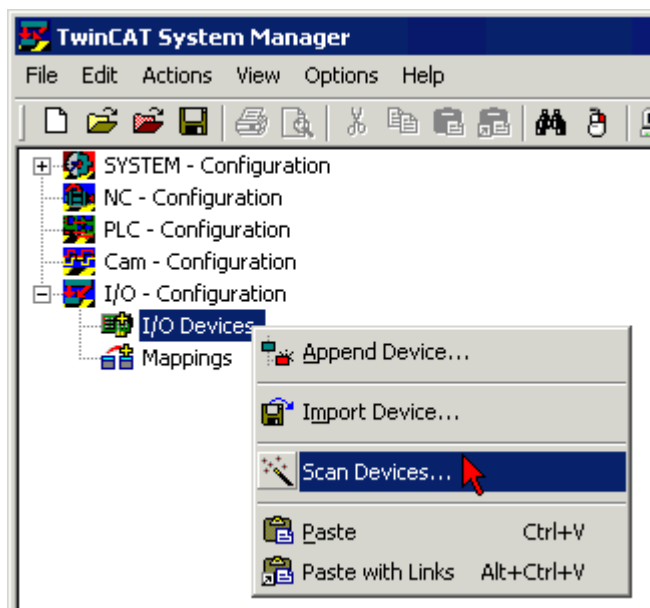 TwinCAT System Manager
File Edit Actions View Options Help
SYSTEM - Configuration
NC - Configuration
PLC - Configuration
Cam - Configuration
I/O - Configuration
I/O Devices
Mappings
Append Device...
Import Device...
Scan Devices...
Paste Ctrl+V
Paste with Links Alt+Ctrl+V